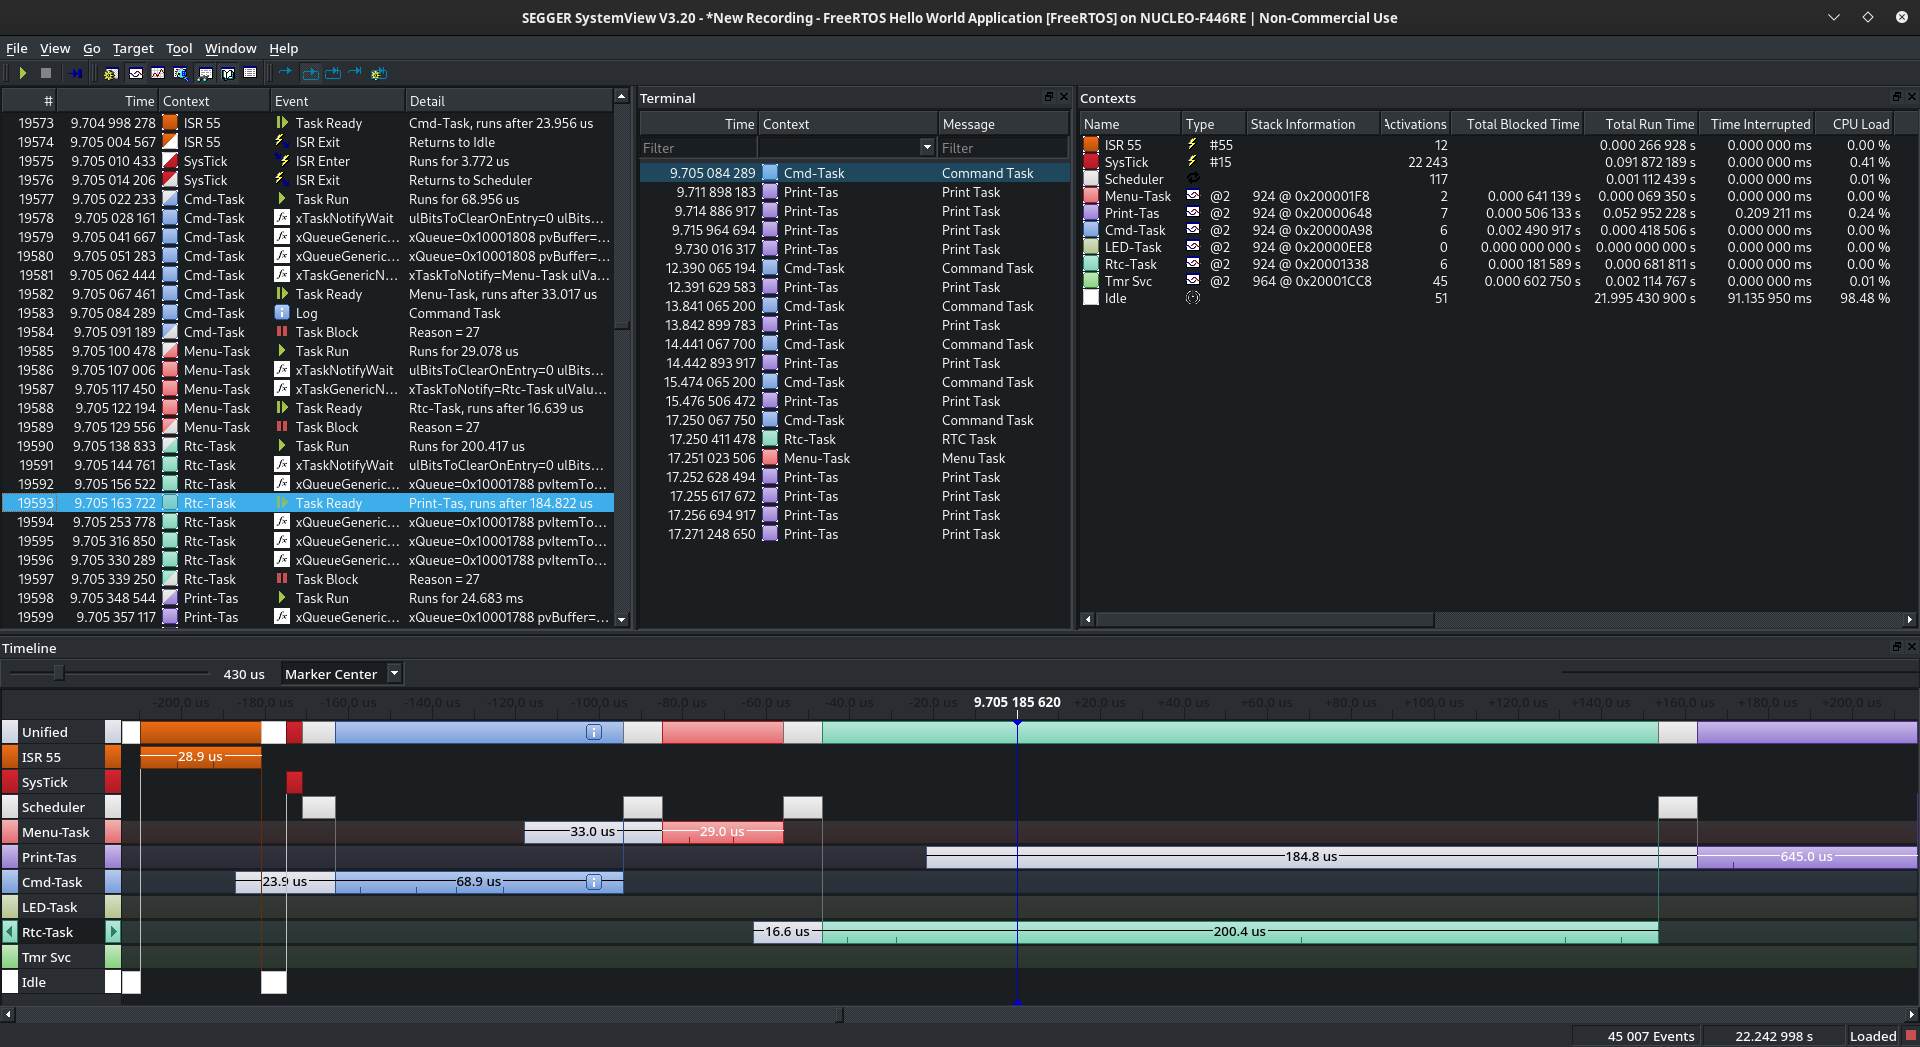 SEGGER SystemView V3.20 - *New Recording - FreeRTOS Hello World Application [FreeRTOS] on NUCLEO-F446RE | Non-Commercial Use
File View Go Target Tool Window Help
# Time Context Event Detail
19573 9.704 998 278 ISR 55 Task Ready Cmd-Task, runs after 23.956 us
19574 9.705 004 567 ISR 55 ISR Exit Returns to Idle
19575 9.705 010 433 SysTick ISR Enter Runs for 3.772 us
19576 9.705 014 206 SysTick ISR Exit Returns to Scheduler
19577 9.705 022 233 Cmd-Task Task Run Runs for 68.956 us
19578 9.705 028 161 Cmd-Task xTaskNotifyWait ulBitsToClearOnEntry=0 ulBits...
19579 9.705 041 667 Cmd-Task xQueueGeneric... xQueue=0x10001808 pvBuffer=...
19580 9.705 051 283 Cmd-Task xQueueGeneric... xQueue=0x10001808 pvBuffer=...
19581 9.705 062 444 Cmd-Task xTaskGenericN... xTaskToNotify=Menu-Task ulVa...
19582 9.705 067 461 Cmd-Task Task Ready Menu-Task, runs after 33.017 us
19583 9.705 084 289 Cmd-Task Log Command Task
19584 9.705 091 189 Cmd-Task Task Block Reason = 27
19585 9.705 100 478 Menu-Task Task Run Runs for 29.078 us
19586 9.705 107 006 Menu-Task xTaskNotifyWait ulBitsToClearOnEntry=0 ulBits...
19587 9.705 117 450 Menu-Task xTaskGenericN... xTaskToNotify=Rtc-Task ulValu...
19588 9.705 122 194 Menu-Task Task Ready Rtc-Task, runs after 16.639 us
19589 9.705 129 556 Menu-Task Task Block Reason = 27
19590 9.705 138 833 Rtc-Task Task Run Runs for 200.417 us
19591 9.705 144 761 Rtc-Task xTaskNotifyWait ulBitsToClearOnEntry=0 ulBits...
19592 9.705 156 522 Rtc-Task xQueueGeneric... xQueue=0x10001788 pvItemTo...
19593 9.705 163 722 Rtc-Task Task Ready Print-Tas, runs after 184.822 us
19594 9.705 253 778 Rtc-Task xQueueGeneric... xQueue=0x10001788 pvItemTo...
19595 9.705 316 850 Rtc-Task xQueueGeneric... xQueue=0x10001788 pvItemTo...
19596 9.705 330 289 Rtc-Task xQueueGeneric... xQueue=0x10001788 pvItemTo...
19597 9.705 339 250 Rtc-Task Task Block Reason = 27
19598 9.705 348 544 Print-Tas Task Run Runs for 24.683 ms
19599 9.705 357 117 Print-Tas xQueueGeneric... xQueue=0x10001788 pvBuffer=...
Terminal
Time Context Message
Filter Filter
9.705 084 289 Cmd-Task Command Task
9.711 898 183 Print-Tas Print Task
9.714 886 917 Print-Tas Print Task
9.715 964 694 Print-Tas Print Task
9.730 016 317 Print-Tas Print Task
12.390 065 194 Cmd-Task Command Task
12.391 629 583 Print-Tas Print Task
13.841 065 200 Cmd-Task Command Task
13.842 899 783 Print-Tas Print Task
14.441 067 700 Cmd-Task Command Task
14.442 893 917 Print-Tas Print Task
15.474 065 200 Cmd-Task Command Task
15.476 506 472 Print-Tas Print Task
17.250 067 750 Cmd-Task Command Task
17.250 411 478 Rtc-Task RTC Task
17.251 023 506 Menu-Task Menu Task
17.252 628 494 Print-Tas Print Task
17.255 617 672 Print-Tas Print Task
17.256 694 917 Print-Tas Print Task
17.271 248 650 Print-Tas Print Task
Contexts
Name Type Stack Information Activations Total Blocked Time Total Run Time Time Interrupted CPU Load
ISR 55 #55 12 0.000 266 928 s 0.000 000 ms 0.00 %
SysTick #15 22 243 0.091 872 189 s 0.000 000 ms 0.41 %
Scheduler 117 0.001 112 439 s 0.000 000 ms 0.01 %
Menu-Task @2 924 @ 0x200001F8 2 0.000 641 139 s 0.000 069 350 s 0.000 000 ms 0.00 %
Print-Tas @2 924 @ 0x20000648 7 0.000 506 133 s 0.052 952 228 s 0.209 211 ms 0.24 %
Cmd-Task @2 924 @ 0x20000A98 6 0.002 490 917 s 0.000 418 506 s 0.000 000 ms 0.00 %
LED-Task @2 924 @ 0x20000EE8 0 0.000 000 000 s 0.000 000 000 s 0.000 000 ms 0.00 %
Rtc-Task @2 924 @ 0x20001338 6 0.000 181 589 s 0.000 681 811 s 0.000 000 ms 0.00 %
Tmr Svc @2 964 @ 0x20001CC8 45 0.000 602 750 s 0.002 114 767 s 0.000 000 ms 0.01 %
Idle 51 21.995 430 900 s 91.135 950 ms 98.48 %
Timeline
430 us Marker Center
-200,0 us -180,0 us -160,0 us -140,0 us -120,0 us -100,0 us -80,0 us -60,0 us -40,0 us -20,0 us 9.705 185 620 +20,0 us +40,0 us +60,0 us +80,0 us +100,0 us +120,0 us +140,0 us +160,0 us +180,0 us +200,0 us
Unified
ISR 55 28.9 us
SysTick
Scheduler
Menu-Task 33.0 us 29.0 us
Print-Tas 184.8 us 645.0 us
Cmd-Task 23.9 us 68.9 us
LED-Task
Rtc-Task 16.6 us 200.4 us
Tmr Svc
Idle
45 007 Events 22.242 998 s Loaded